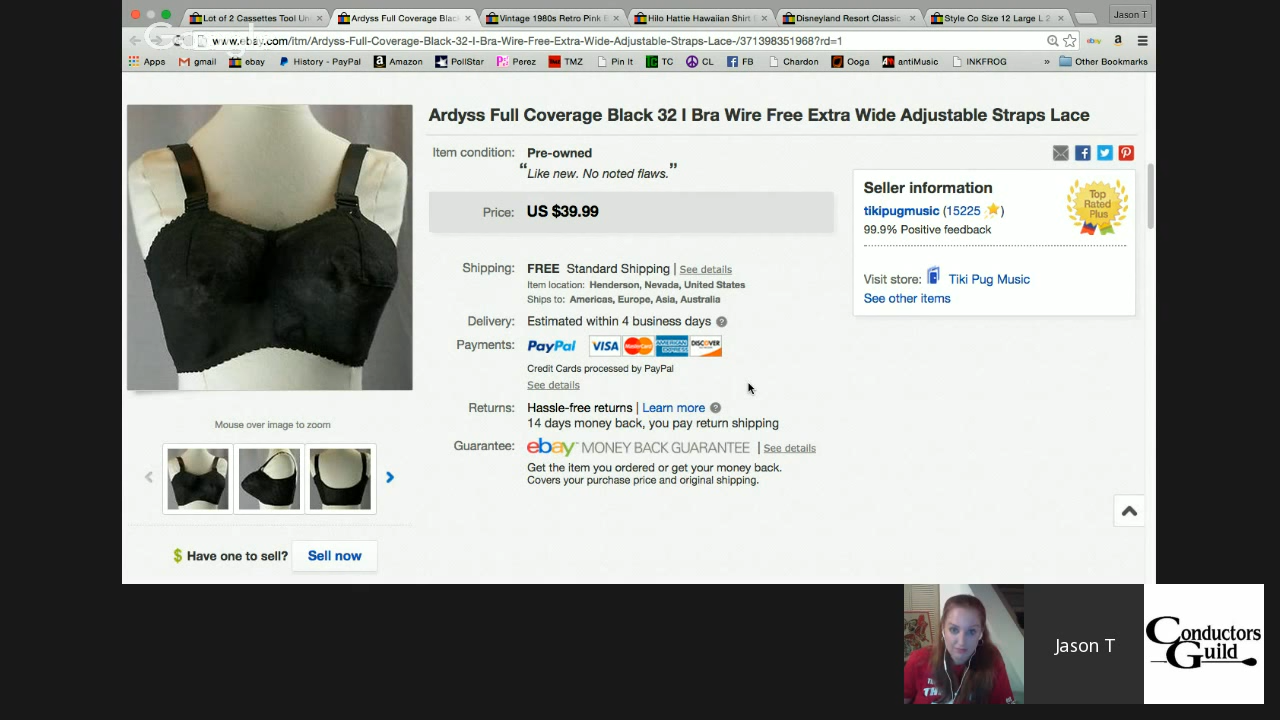 Lot of 2 Cassettes Tool Un
Ardyss Full Coverage Black
Vintage 1980s Retro Pink
Hilo Hattie Hawaiian Shirt
Disneyland Resort Classic
Style Co Size 12 Large L 2
Jason T
www.ebay.com/itm/Ardyss-Full-Coverage-Black-32-I-Bra-Wire-Free-Extra-Wide-Adjustable-Straps-Lace-/371398351968?rd=1
Apps gmail ebay History - PayPal Amazon PollStar Perez TMZ Pin It TC CL FB Chardon Ooga antiMusic INKFROG » Other Bookmarks
Ardyss Full Coverage Black 32 I Bra Wire Free Extra Wide Adjustable Straps Lace
Item condition: Pre-owned
“Like new. No noted flaws.”
Price: US $39.99
Shipping: FREE Standard Shipping | See details
Item location: Henderson, Nevada, United States
Ships to: Americas, Europe, Asia, Australia
Delivery: Estimated within 4 business days
Payments: PayPal VISA MasterCard AMERICAN EXPRESS DISCOVER
Credit Cards processed by PayPal
See details
Returns: Hassle-free returns | Learn more
14 days money back, you pay return shipping
Guarantee: ebay MONEY BACK GUARANTEE | See details
Get the item you ordered or get your money back.
Covers your purchase price and original shipping.
Seller information
tikipugmusic (15225 )
99.9% Positive feedback
Top
Rated
Plus
Visit store: Tiki Pug Music
See other items
Mouse over image to zoom
$ Have one to sell? Sell now
Jason T
Conductors
Guild